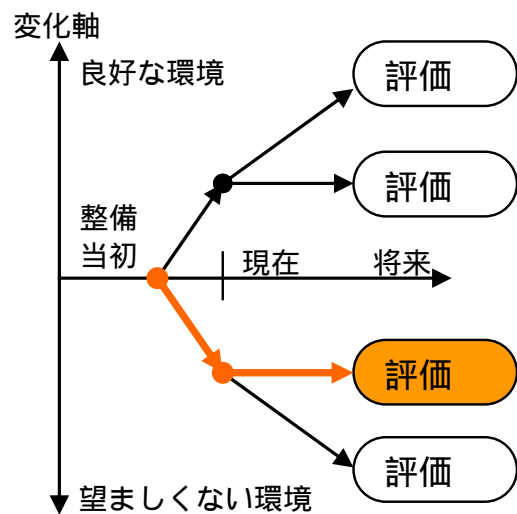 変化軸
良好な環境
評価
評価
整備
当初
現在
将来
評価
評価
望ましくない環境